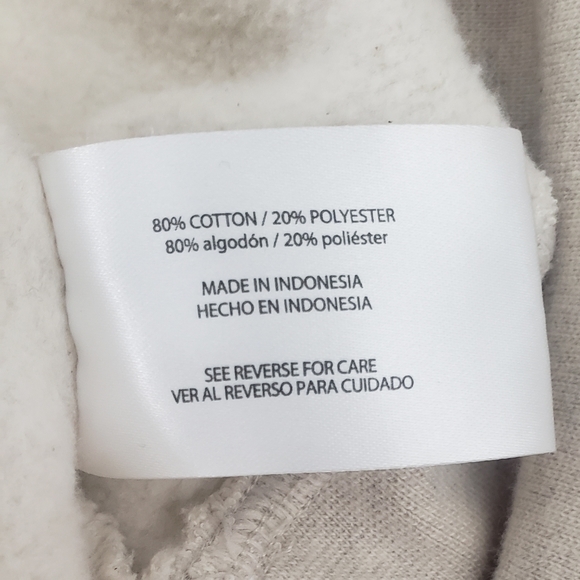 80% COTTON / 20% POLYESTER
80% algodón / 20% poliéster
MADE IN INDONESIA
HECHO EN INDONESIA
SEE REVERSE FOR CARE
VER AL REVERSO PARA CUIDADO